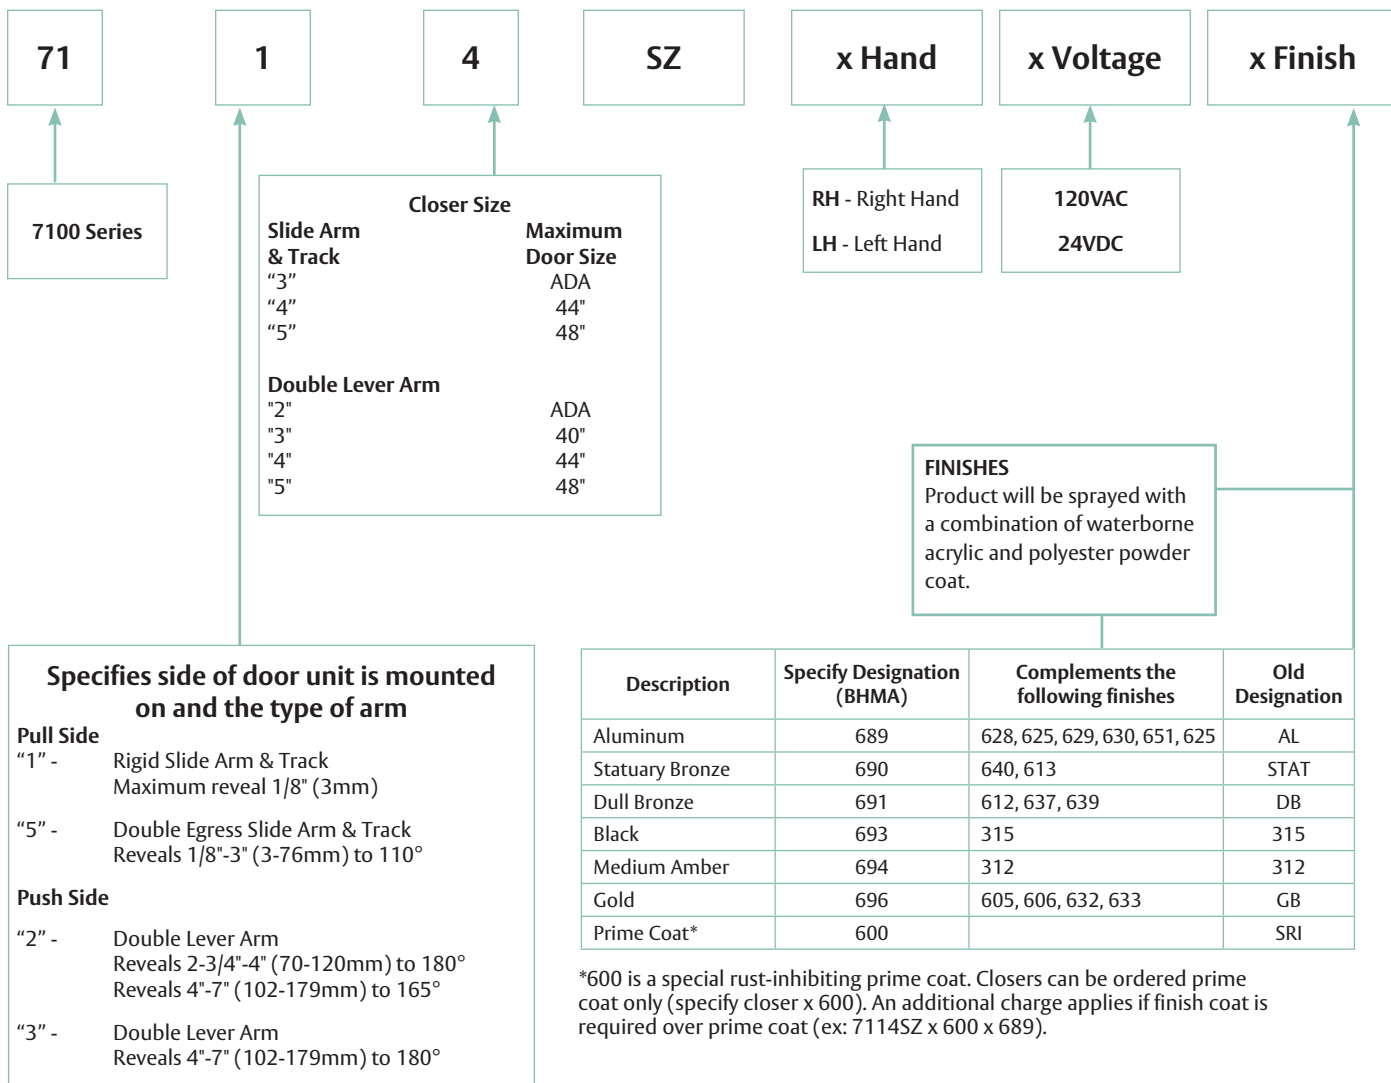 71
1
4
SZ
x Hand
x Voltage
x Finish
7100 Series
Closer Size
Slide Arm & Track Maximum Door Size
“3” ADA
“4” 44"
“5” 48"
Double Lever Arm
"2" ADA
"3" 40"
"4" 44"
"5" 48"
RH - Right Hand
LH - Left Hand
120VAC
24VDC
FINISHES
Product will be sprayed with
a combination of waterborne
acrylic and polyester powder
coat.
Specifies side of door unit is mounted
on and the type of arm
Pull Side
“1” - Rigid Slide Arm & Track
Maximum reveal 1/8" (3mm)
“5” - Double Egress Slide Arm & Track
Reveals 1/8"-3" (3-76mm) to 110°
Push Side
“2” - Double Lever Arm
Reveals 2-3/4"-4" (70-120mm) to 180°
Reveals 4"-7" (102-179mm) to 165°
“3” - Double Lever Arm
Reveals 4"-7" (102-179mm) to 180°
Description Specify Designation (BHMA) Complements the following finishes Old Designation
Aluminum 689 628, 625, 629, 630, 651, 625 AL
Statuary Bronze 690 640, 613 STAT
Dull Bronze 691 612, 637, 639 DB
Black 693 315 315
Medium Amber 694 312 312
Gold 696 605, 606, 632, 633 GB
Prime Coat* 600 SRI
*600 is a special rust-inhibiting prime coat. Closers can be ordered prime
coat only (specify closer x 600). An additional charge applies if finish coat is
required over prime coat (ex: 7114SZ x 600 x 689).